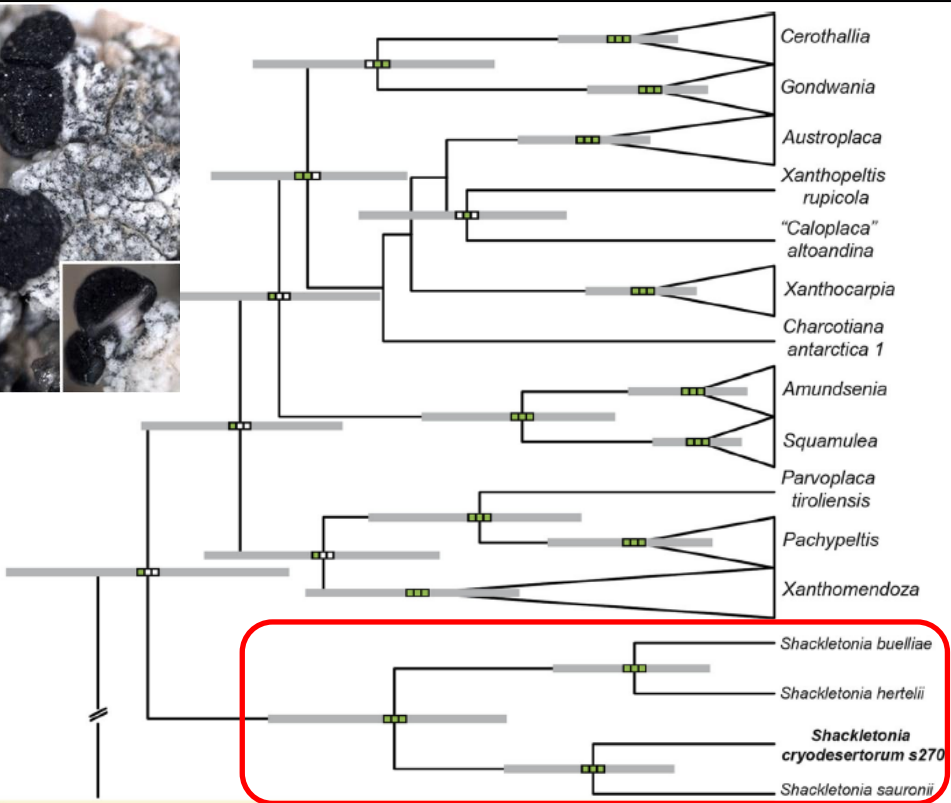 Cerothallia
Gondwania
Austroplaca
Xanthopeltis
rupicola
“Caloplaca”
altoandina
Xanthocarpia
Charcotiana
antarctica 1
Amundsenia
Squamulea
Parvoplaca
tiroliensis
Pachypeltis
Xanthomendoza
Shackletonia buelliae
Shackletonia hertelii
Shackletonia
cryodesertorum s270
Shackletonia sauronii